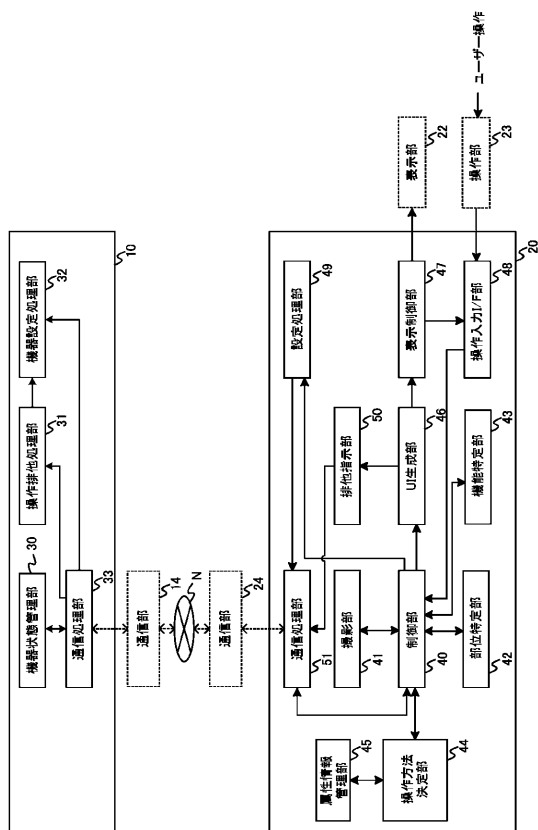 10
機器状態管理部
30
操作排他処理部
31
機器設定処理部
32
通信処理部
33
通信部
14
N
通信部
24
20
通信処理部
51
設定処理部
49
撮影部
41
排他指示部
50
制御部
40
UI生成部
46
表示制御部
47
表示部
22
部位特定部
42
機能特定部
43
操作入力I/F部
48
操作部
23
ユーザー操作
属性情報
管理部
45
操作方法
決定部
44